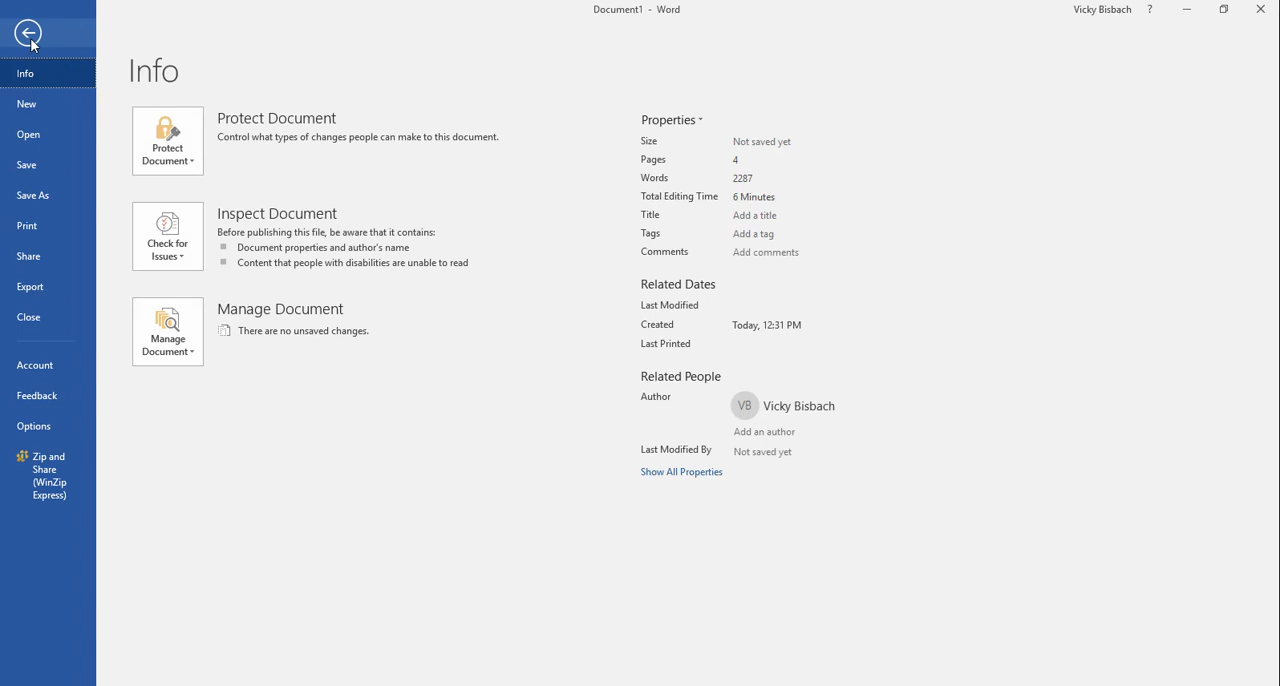 Document1 - Word
Vicky Bisbach ?
Info
New
Open
Save
Save As
Print
Share
Export
Close
Account
Feedback
Options
Zip and
Share
(WinZip
Express)
Info
Protect
Document
Protect Document
Control what types of changes people can make to this document.
Check for
Issues
Inspect Document
Before publishing this file, be aware that it contains:
Document properties and author's name
Content that people with disabilities are unable to read
Manage
Document
Manage Document
There are no unsaved changes.
Properties
Size Not saved yet
Pages 4
Words 2287
Total Editing Time 6 Minutes
Title Add a title
Tags Add a tag
Comments Add comments
Related Dates
Last Modified
Created Today, 12:31 PM
Last Printed
Related People
Author VB Vicky Bisbach
Add an author
Last Modified By Not saved yet
Show All Properties